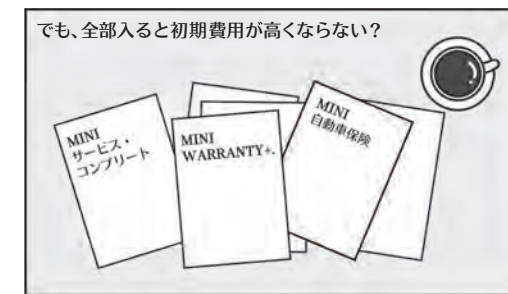 でも、全部入ると初期費用が高くならない？
MINI
サービス・
コンプリート
MINI
WARRANTY+.
MINI
自動車保険